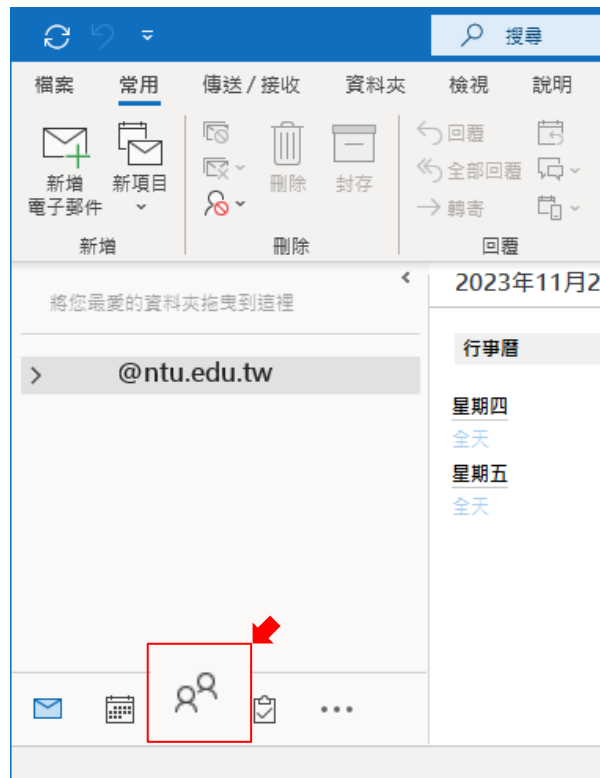 搜尋
檔案 常用 傳送 / 接收 資料夾 檢視 說明
新增
電子郵件
新項目
刪除
封存
回覆
全部回覆
轉寄
新增
刪除
回覆
將您最愛的資料夾拖曳到這裡
@ntu.edu.tw
2023年11月2
行事曆
星期四
全天
星期五
全天